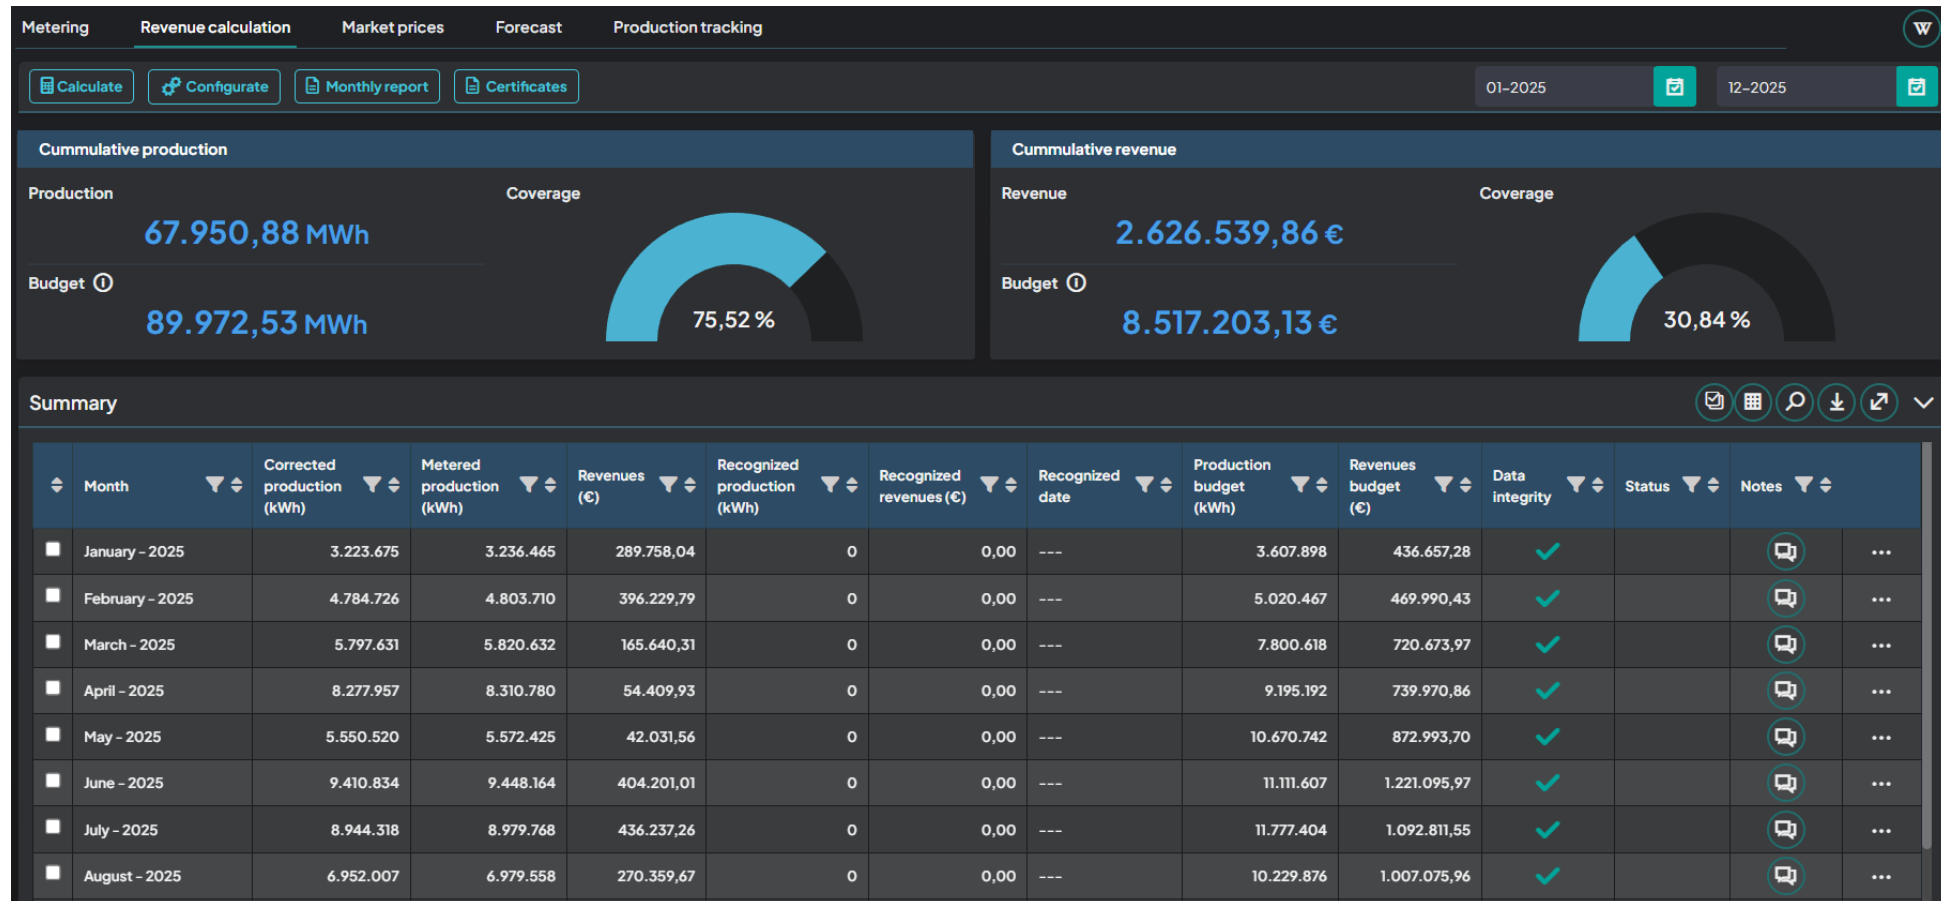 Metering Revenue calculation Market prices Forecast Production tracking W
Calculate Configurate Monthly report Certificates 01-2025 12-2025
Cummulative production
Production
67.950,88 MWh
Budget
89.972,53 MWh
Coverage
75,52 %
Cummulative revenue
Revenue
2.626.539,86 €
Budget
8.517.203,13 €
Coverage
30,84 %
Summary
Month
Corrected
production
(kWh)
Metered
production
(kWh)
Revenues
(€)
Recognized
production
(kWh)
Recognized
revenues (€)
Recognized
date
Production
budget
(kWh)
Revenues
budget
(€)
Data
integrity
Status
Notes
January - 2025 3.223.675 3.236.465 289.758,04 0 0,00 --- 3.607.898 436.657,28 ...
February - 2025 4.784.726 4.803.710 396.229,79 0 0,00 --- 5.020.467 469.990,43 ...
March - 2025 5.797.631 5.820.632 165.640,31 0 0,00 --- 7.800.618 720.673,97 ...
April - 2025 8.277.957 8.310.780 54.409,93 0 0,00 --- 9.195.192 739.970,86 ...
May - 2025 5.550.520 5.572.425 42.031,56 0 0,00 --- 10.670.742 872.993,70 ...
June - 2025 9.410.834 9.448.164 404.201,01 0 0,00 --- 11.111.607 1.221.095,97 ...
July - 2025 8.944.318 8.979.768 436.237,26 0 0,00 --- 11.777.404 1.092.811,55 ...
August - 2025 6.952.007 6.979.558 270.359,67 0 0,00 --- 10.229.876 1.007.075,96 ...